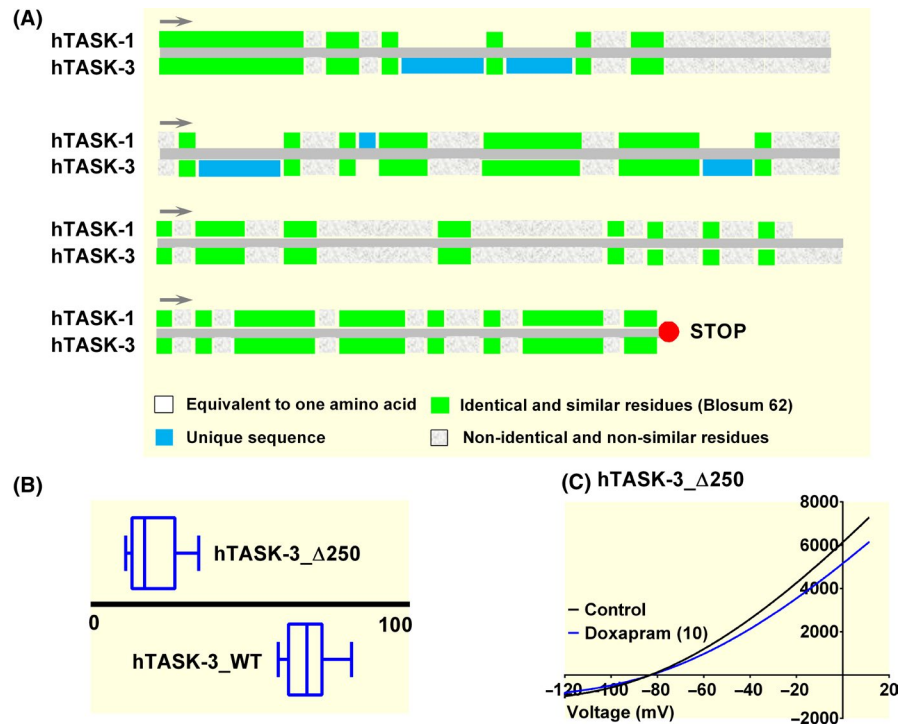 (A)
hTASK-1
hTASK-3
hTASK-1
hTASK-3
hTASK-1
hTASK-3
hTASK-1
hTASK-3
STOP
Equivalent to one amino acid
Identical and similar residues (Blosum 62)
Unique sequence
Non-identical and non-similar residues
(B)
hTASK-3_Δ250
0
100
hTASK-3_WT
(C) hTASK-3_Δ250
8000
6000
4000
2000
Control
Doxapram (10)
−120 −100 −80 −60 −40 −20 0
Voltage (mV)
−2000